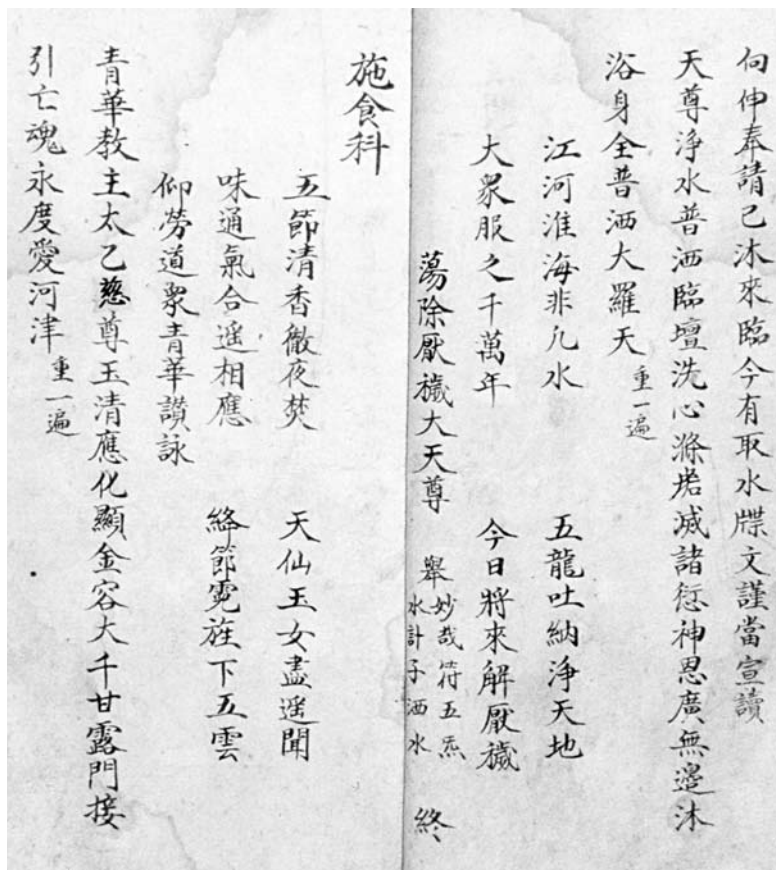 向伸奉請已沐來臨今有取水牒文謹當宣讀
天尊淨水普洒臨壇洗心滌垢滅諸愆神恩廣無邊沐
浴身全普洒大羅天 重一遍
江河淮海非凡水 五龍吐納淨天地
大眾服之千萬年 今日將來解厭穢
蕩除厭穢大天尊 舉 妙哉符五炁
水計子洒水 終
施食科
五節清香徹夜焚 天仙玉女盡遥聞
味通氣合遥相應 絳節霓旌下五雲
仰勞道眾青華讃詠
青華教主太乙慈尊玉清應化顯金容大千甘露門接
引亡魂永度愛河津 重一遍